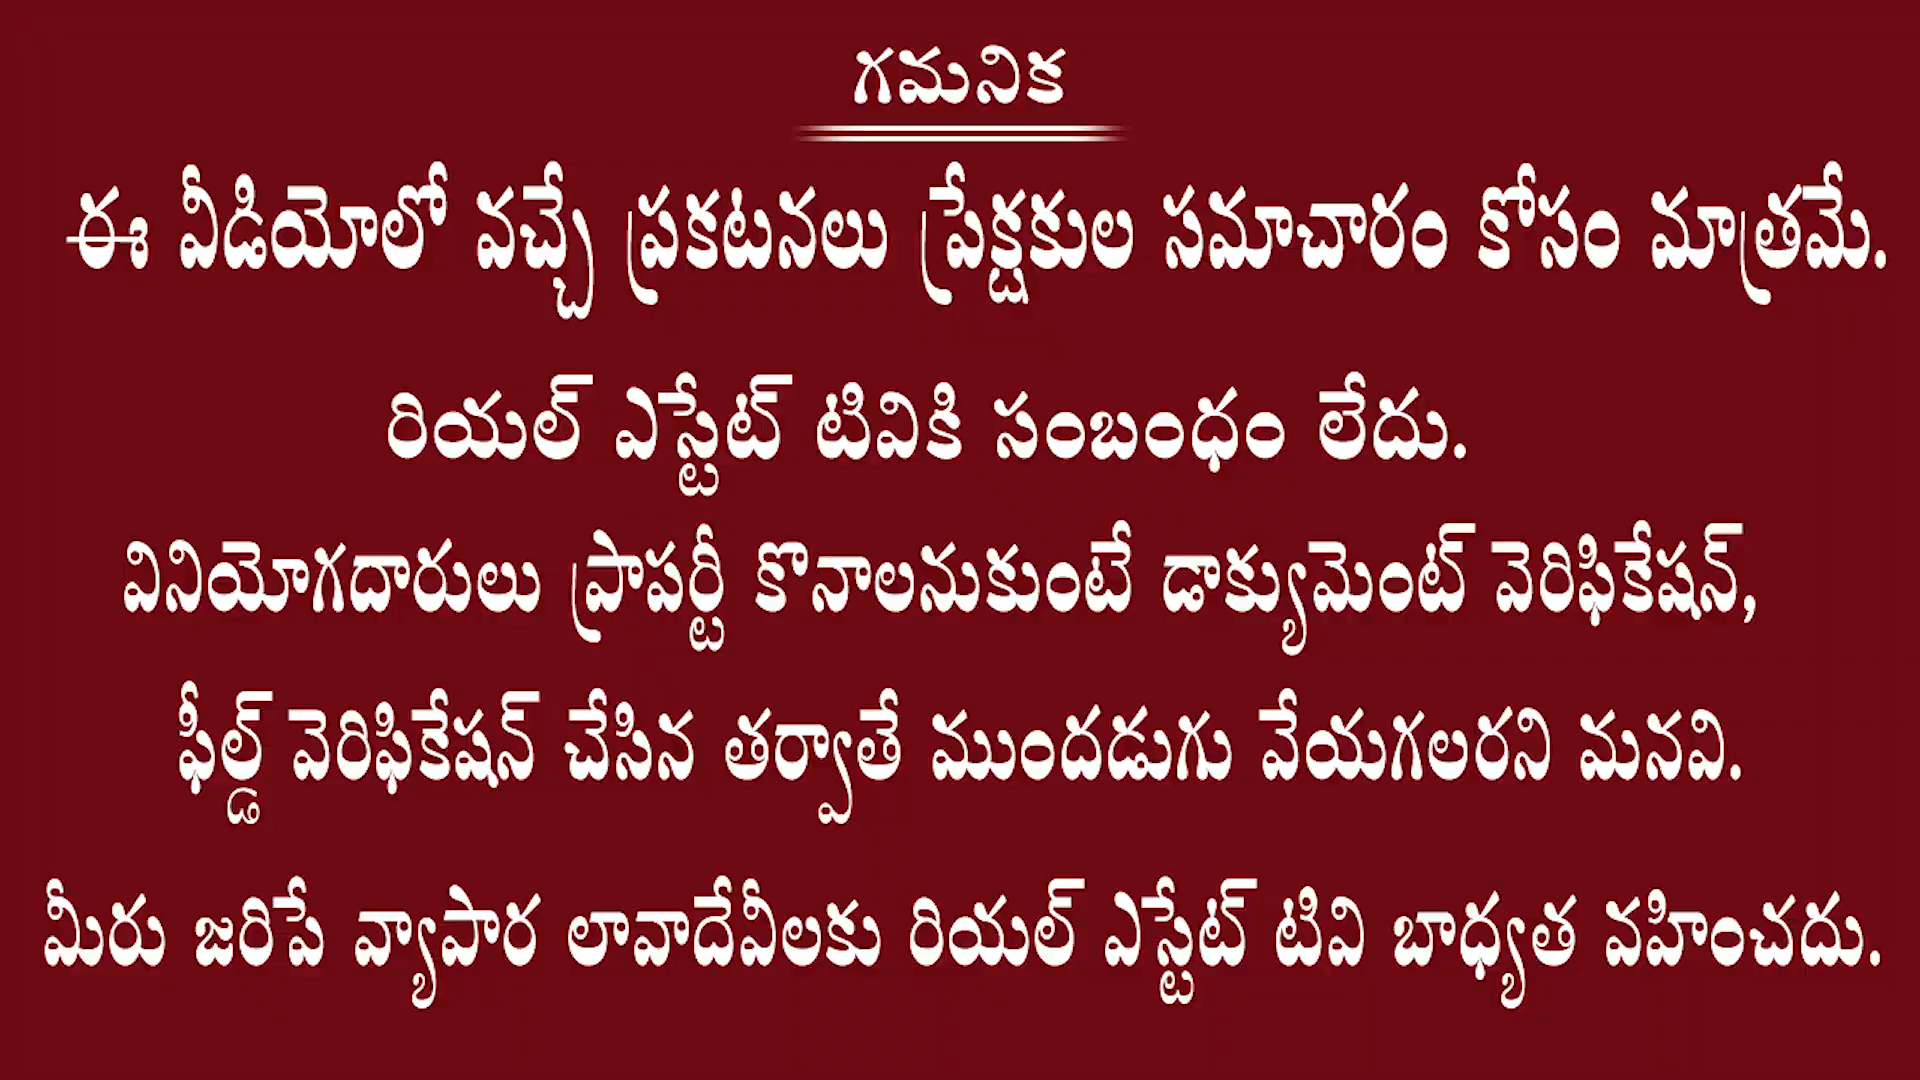 గమనిక
ఈ వీడియోలో వచ్చే ప్రకటనలు ప్రేక్షకుల సమాచారం కోసం మాత్రమే.
రియల్ ఎస్టేట్ టివికి సంబంధం లేదు.
వినియోగదారులు ప్రాపర్టీ కొనాలనుకుంటే డాక్యుమెంట్ వెరిఫికేషన్,
ఫీల్డ్ వెరిఫికేషన్ చేసిన తర్వాతే ముందడుగు వేయగలరని మనవి.
మీరు జరిపే వ్యాపార లావాదేవీలకు రియల్ ఎస్టేట్ టివి బాధ్యత వహించదు.